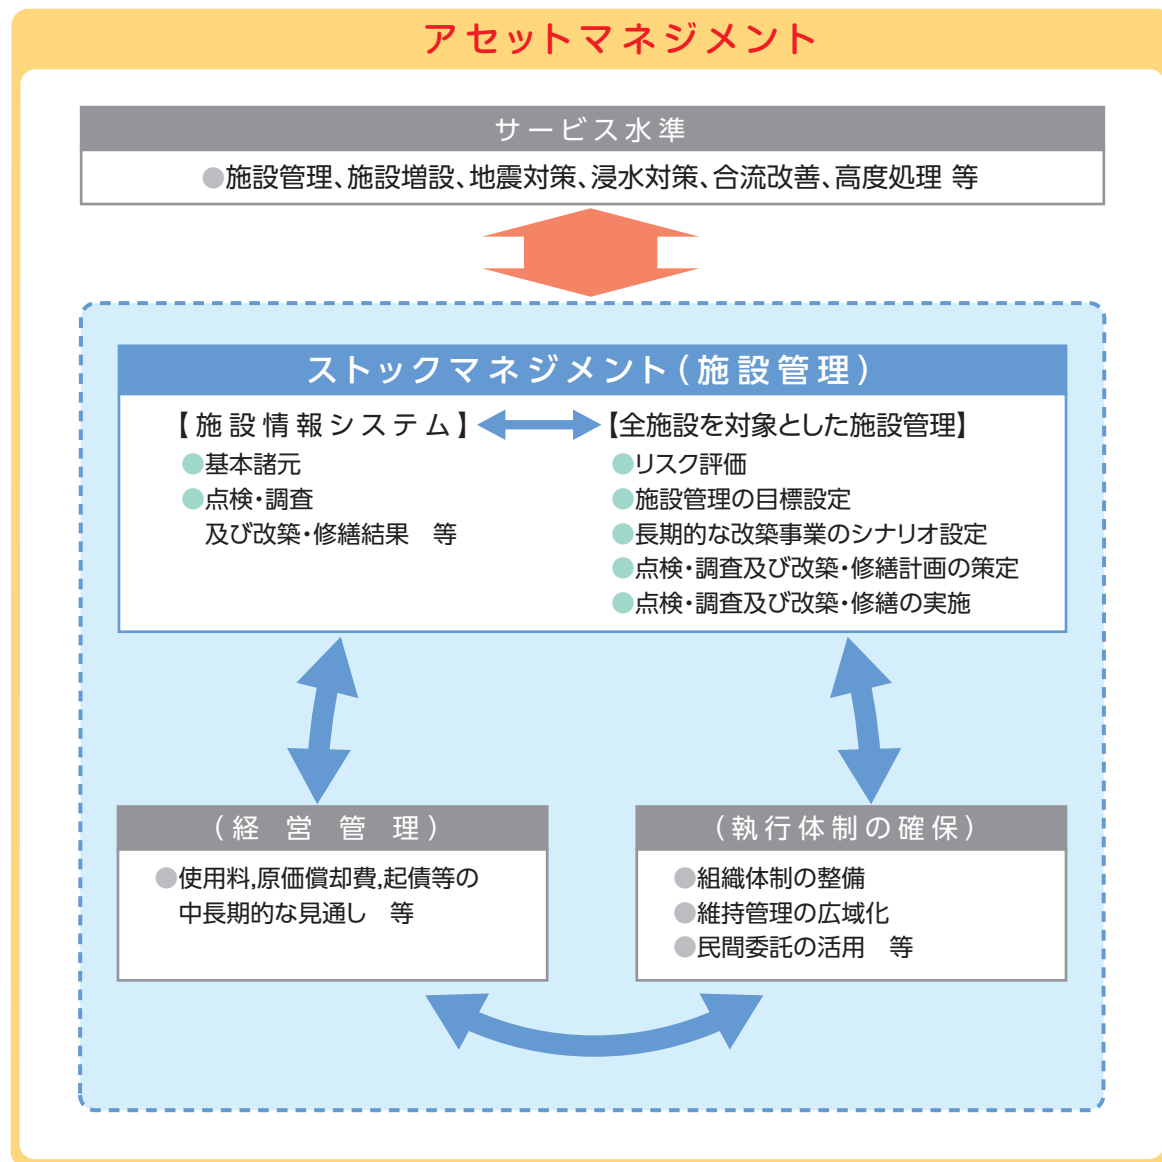 アセットマネジメント
サービス水準
●施設管理、施設増設、地震対策、浸水対策、合流改善、高度処理 等
ストックマネジメント(施設管理)
【施設情報システム】
●基本諸元
●点検・調査
及び改築・修繕結果 等
【全施設を対象とした施設管理】
●リスク評価
●施設管理の目標設定
●長期的な改築事業のシナリオ設定
●点検・調査及び改築・修繕計画の策定
●点検・調査及び改築・修繕の実施
(経営管理)
●使用料,原価償却費,起債等の
中長期的な見通し 等
(執行体制の確保)
●組織体制の整備
●維持管理の広域化
●民間委託の活用 等